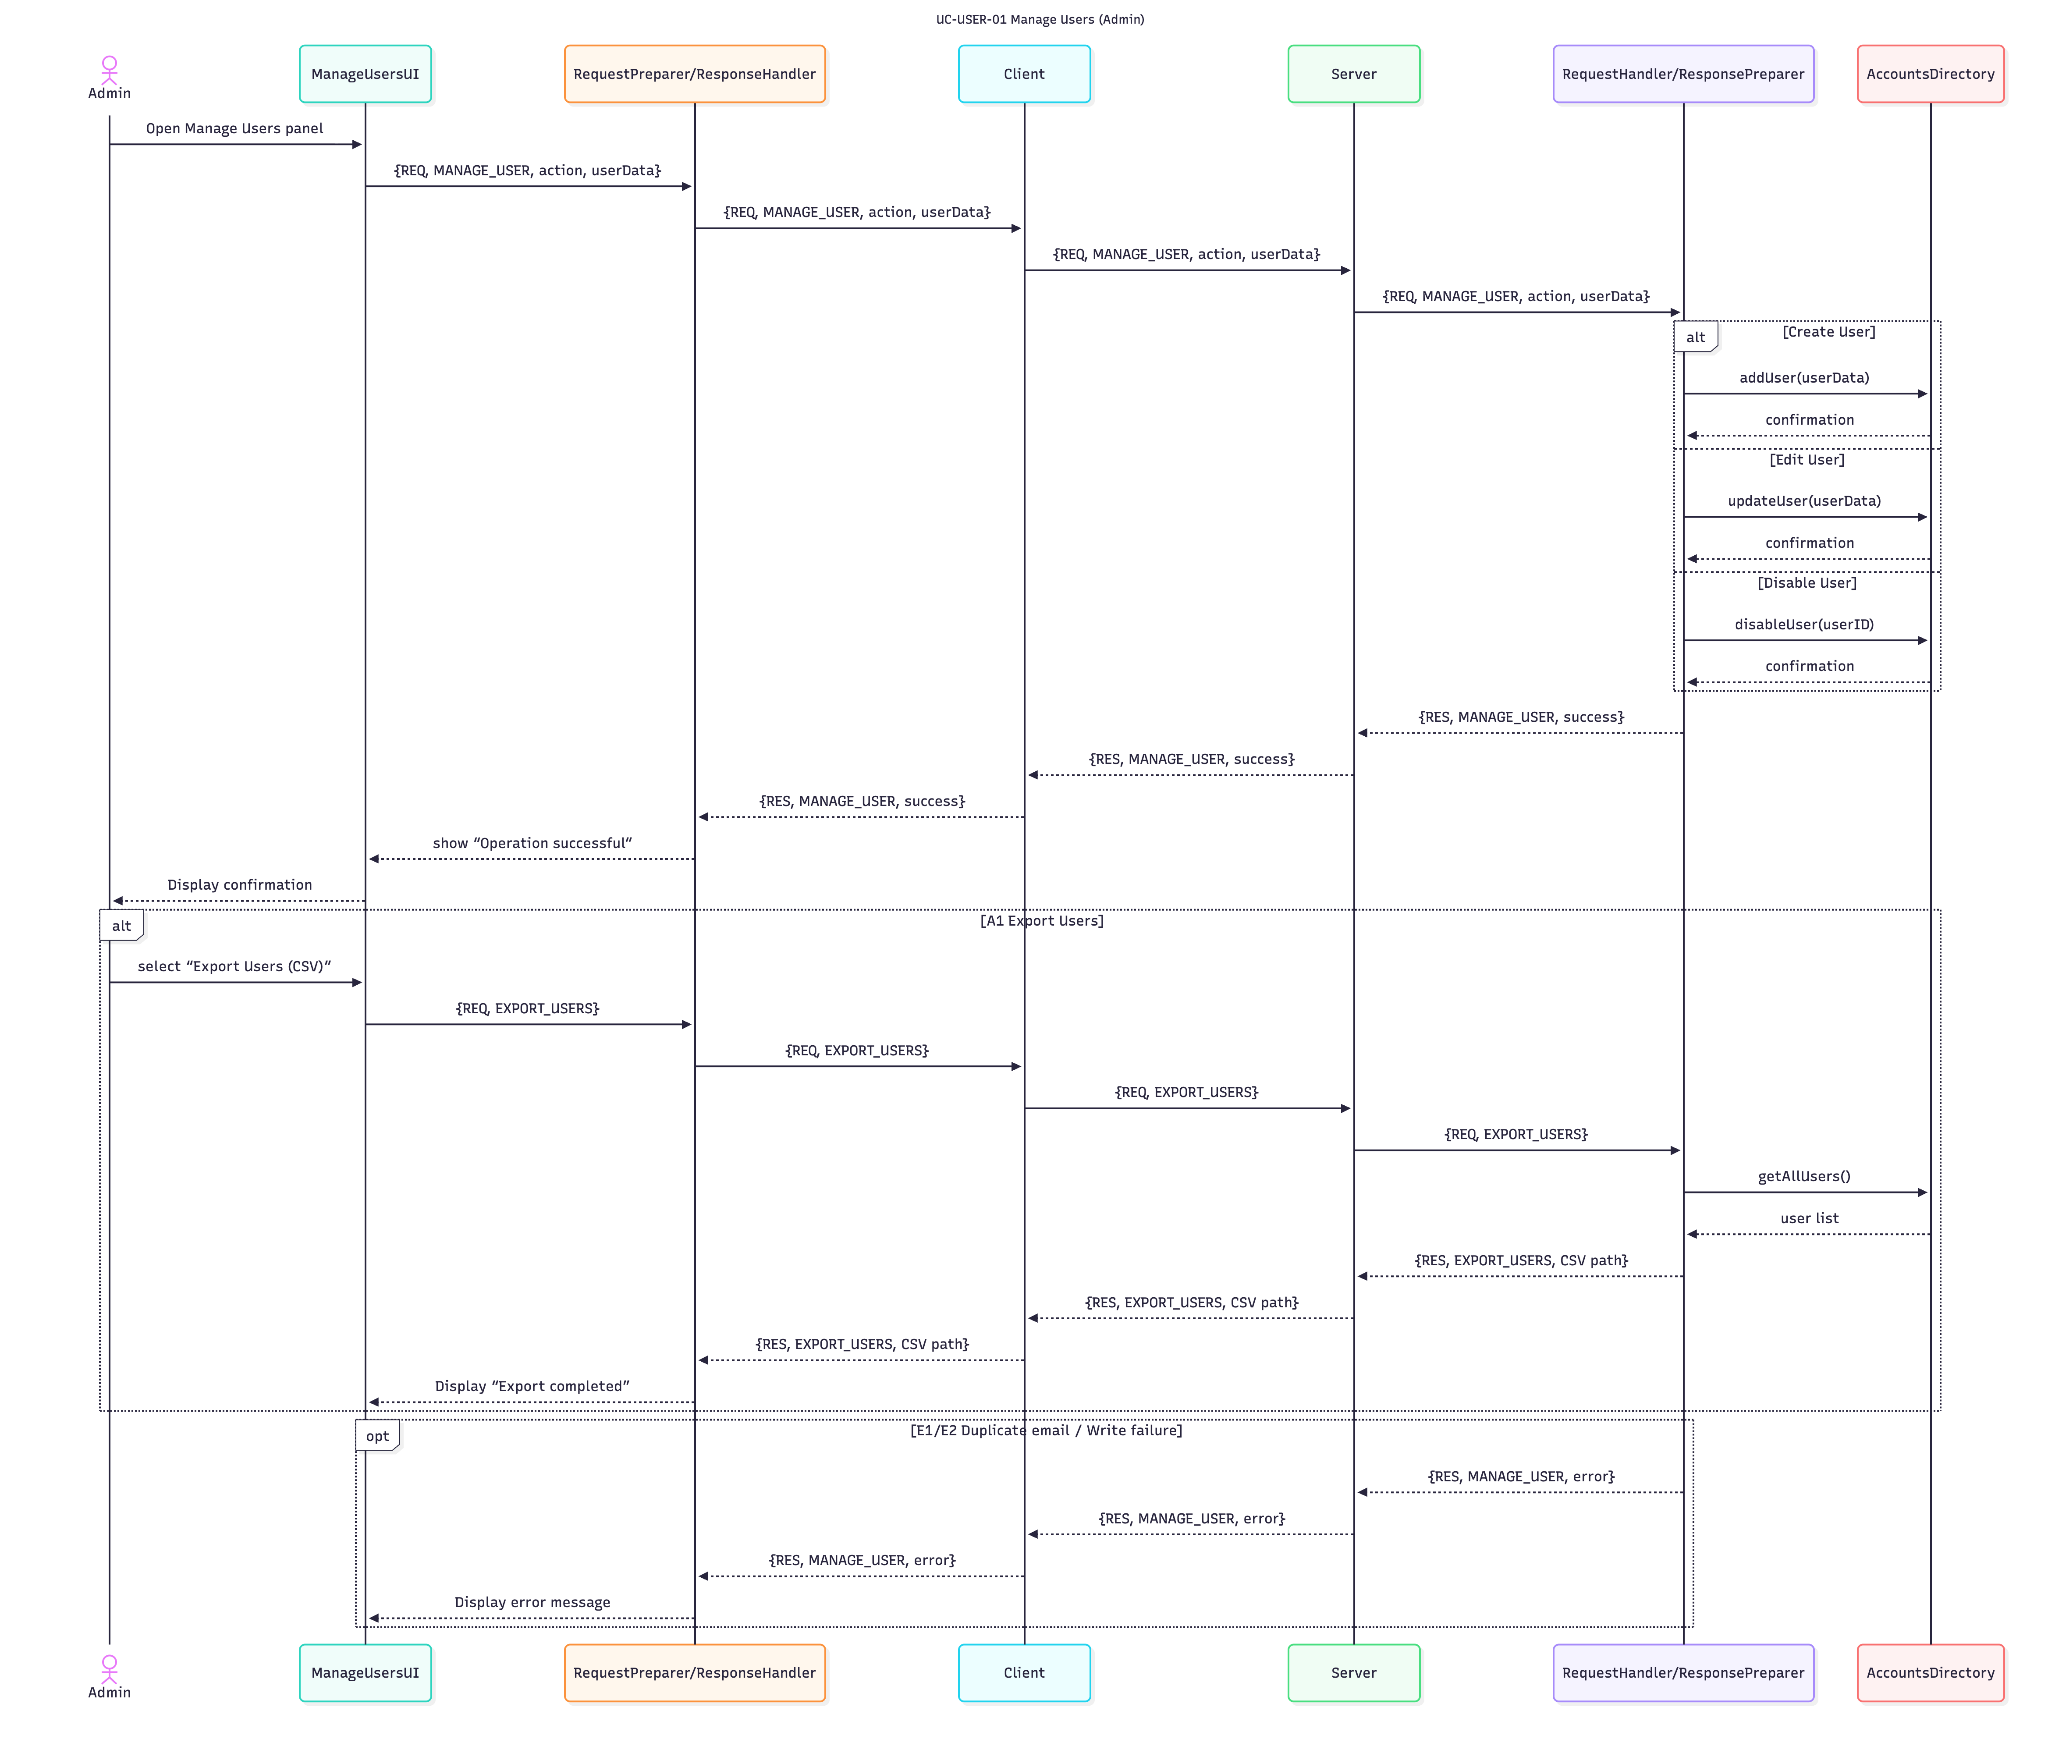 UC-USER-01 Manage Users (Admin)
Admin
ManageUsersUI
RequestPreparer/ResponseHandler
Client
Server
RequestHandler/ResponsePreparer
AccountsDirectory
Open Manage Users panel
{REQ, MANAGE_USER, action, userData}
{REQ, MANAGE_USER, action, userData}
{REQ, MANAGE_USER, action, userData}
{REQ, MANAGE_USER, action, userData}
alt
[Create User]
addUser(userData)
confirmation
[Edit User]
updateUser(userData)
confirmation
[Disable User]
disableUser(userID)
confirmation
{RES, MANAGE_USER, success}
{RES, MANAGE_USER, success}
{RES, MANAGE_USER, success}
show “Operation successful“
Display confirmation
alt
[A1 Export Users]
select “Export Users (CSV)“
{REQ, EXPORT_USERS}
{REQ, EXPORT_USERS}
{REQ, EXPORT_USERS}
{REQ, EXPORT_USERS}
getAllUsers()
user list
{RES, EXPORT_USERS, CSV path}
{RES, EXPORT_USERS, CSV path}
{RES, EXPORT_USERS, CSV path}
Display “Export completed”
opt
[E1/E2 Duplicate email / Write failure]
{RES, MANAGE_USER, error}
{RES, MANAGE_USER, error}
{RES, MANAGE_USER, error}
Display error message
Admin
ManageUsersUI
RequestPreparer/ResponseHandler
Client
Server
RequestHandler/ResponsePreparer
AccountsDirectory